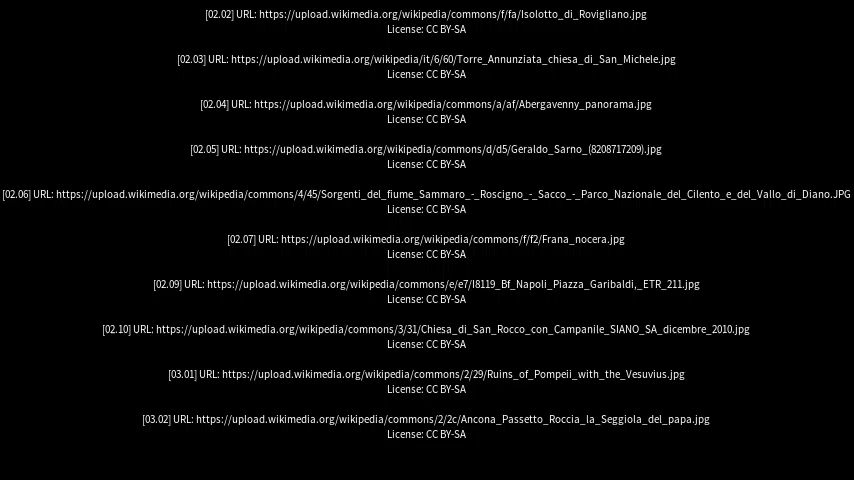 [02.02] URL: https://upload.wikimedia.org/wikipedia/commons/f/fa/Isolotto_di_Rovigliano.jpg
License: CC BY-SA
[02.03] URL: https://upload.wikimedia.org/wikipedia/it/6/60/Torre_Annunziata_chiesa_di_San_Michele.jpg
License: CC BY-SA
[02.04] URL: https://upload.wikimedia.org/wikipedia/commons/a/af/Abergavenny_panorama.jpg
License: CC BY-SA
[02.05] URL: https://upload.wikimedia.org/wikipedia/commons/d/d5/Geraldo_Sarno_(8208717209).jpg
License: CC BY-SA
[02.06] URL: https://upload.wikimedia.org/wikipedia/commons/4/45/Sorgenti_del_fiume_Sammaro_-_Roscigno_-_Sacco_-_Parco_Nazionale_del_Cilento_e_del_Vallo_di_Diano.JPG
License: CC BY-SA
[02.07] URL: https://upload.wikimedia.org/wikipedia/commons/f/f2/Frana_nocera.jpg
License: CC BY-SA
[02.09] URL: https://upload.wikimedia.org/wikipedia/commons/e/e7/I8119_Bf_Napoli_Piazza_Garibaldi,_ETR_211.jpg
License: CC BY-SA
[02.10] URL: https://upload.wikimedia.org/wikipedia/commons/3/31/Chiesa_di_San_Rocco_con_Campanile_SIANO_SA_dicembre_2010.jpg
License: CC BY-SA
[03.01] URL: https://upload.wikimedia.org/wikipedia/commons/2/29/Ruins_of_Pompeii_with_the_Vesuvius.jpg
License: CC BY-SA
[03.02] URL: https://upload.wikimedia.org/wikipedia/commons/2/2c/Ancona_Passetto_Roccia_la_Seggiola_del_papa.jpg
License: CC BY-SA